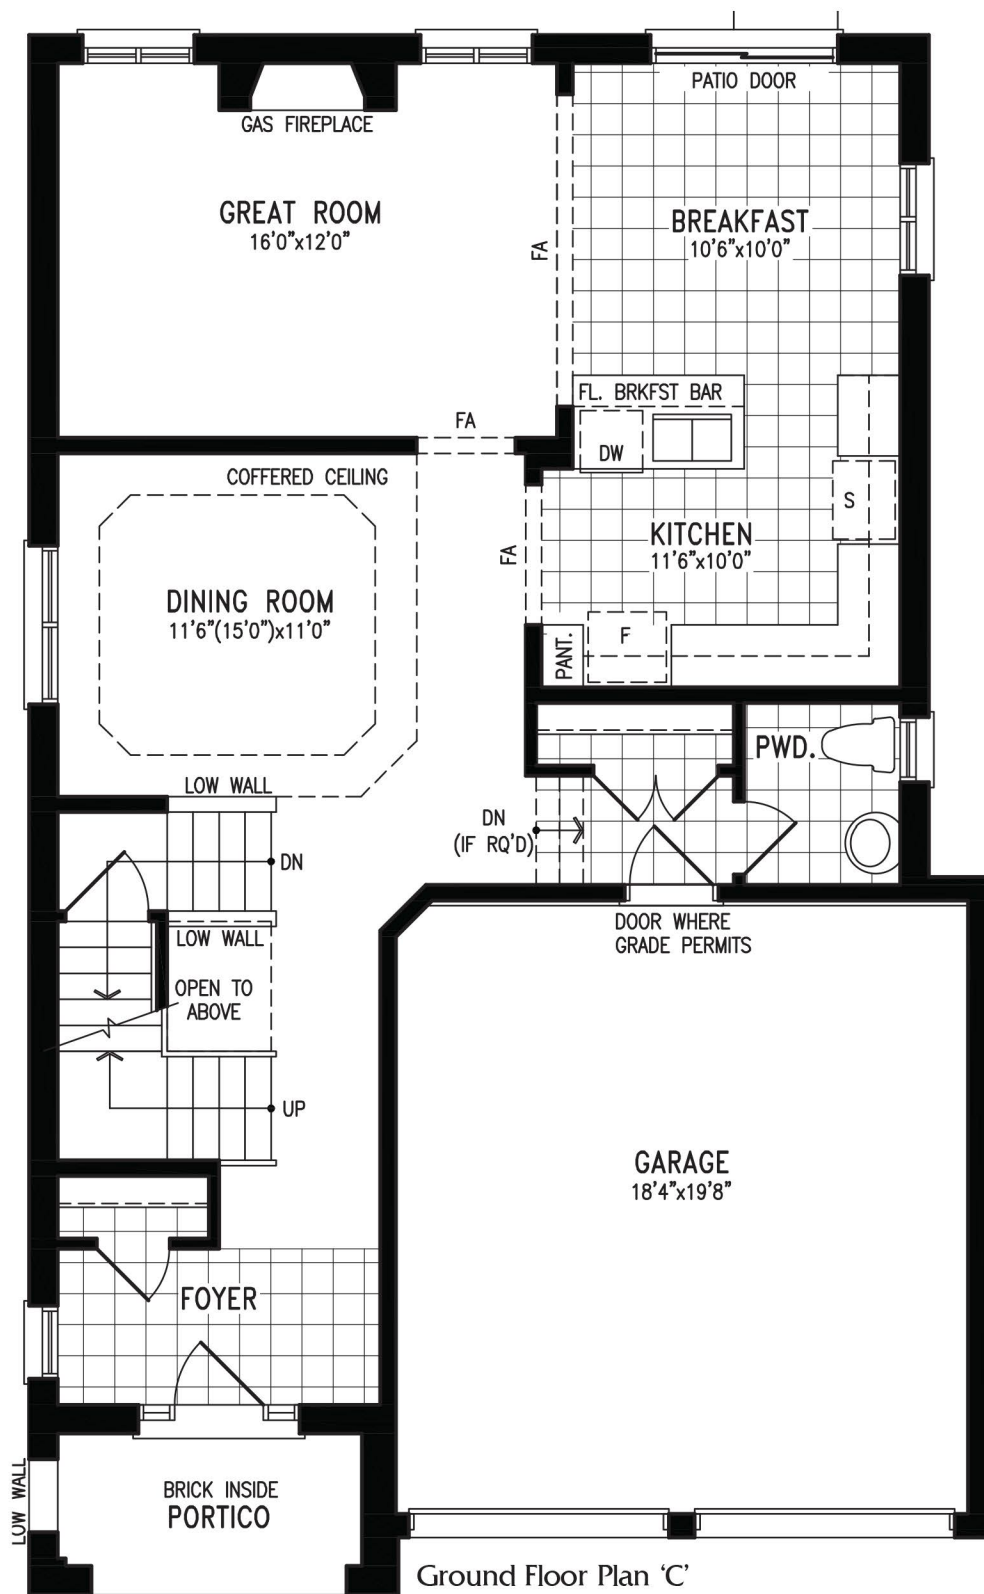 PATIO DOOR
GAS FIREPLACE
GREAT ROOM
16'0"x12'0"
BREAKFAST
10'6"x10'0"
FA
FL. BRKFST BAR
FA
DW
COFFERED CEILING
S
KITCHEN
11'6"x10'0"
FA
DINING ROOM
11'6"(15'0")x11'0"
F
PANT.
PWD.
LOW WALL
DN
(IF RQ'D)
DN
DOOR WHERE
GRADE PERMITS
LOW WALL
OPEN TO
ABOVE
UP
GARAGE
18'4"x19'8"
FOYER
LOW WALL
BRICK INSIDE
PORTICO
Ground Floor Plan ‘C’